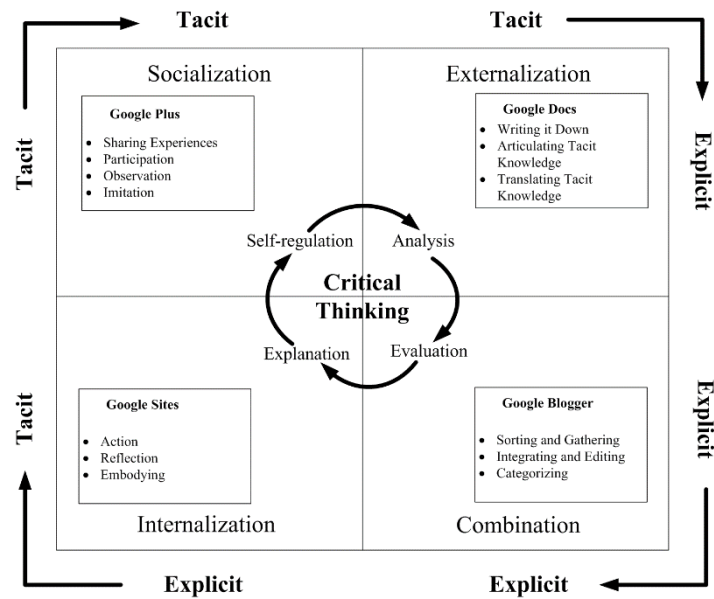 Tacit
Tacit
Tacit
Explicit
Socialization
Externalization
Google Plus
• Sharing Experiences
• Participation
• Observation
• Imitation
Google Docs
• Writing it Down
• Articulating Tacit
Knowledge
• Translating Tacit
Knowledge
Self-regulation
Analysis
Critical
Thinking
Explanation
Evaluation
Tacit
Explicit
Google Sites
• Action
• Reflection
• Embodying
Google Blogger
• Sorting and Gathering
• Integrating and Editing
• Categorizing
Internalization
Combination
Explicit
Explicit